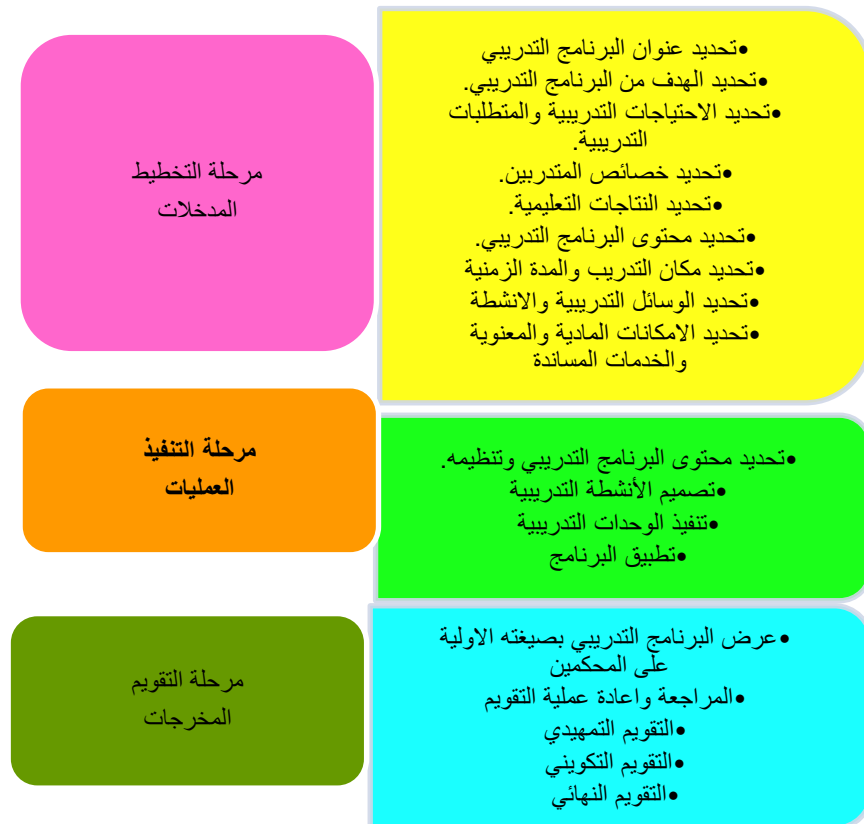 مرحلة التخطيط
المدخلات
•تحديد عنوان البرنامج التدريبي
•تحديد الهدف من البرنامج التدريبي.
•تحديد الاحتياجات التدريبية والمتطلبات
التدريبية.
•تحديد خصائص المتدربين.
•تحديد النتاجات التعليمية.
•تحديد محتوى البرنامج التدريبي.
•تحديد مكان التدريب والمدة الزمنية
•تحديد الوسائل التدريبية والانشطة
•تحديد الامكانات المادية والمعنوية
والخدمات المساندة
مرحلة التنفيذ
العمليات
•تحديد محتوى البرنامج التدريبي وتنظيمه.
•تصميم الأنشطة التدريبية
•تنفيذ الوحدات التدريبية
•تطبيق البرنامج
مرحلة التقويم
المخرجات
•عرض البرنامج التدريبي بصيغته الاولية
على المحكمين
•المراجعة واعادة عملية التقويم
•التقويم التمهيدي
•التقويم التكويني
•التقويم النهائي